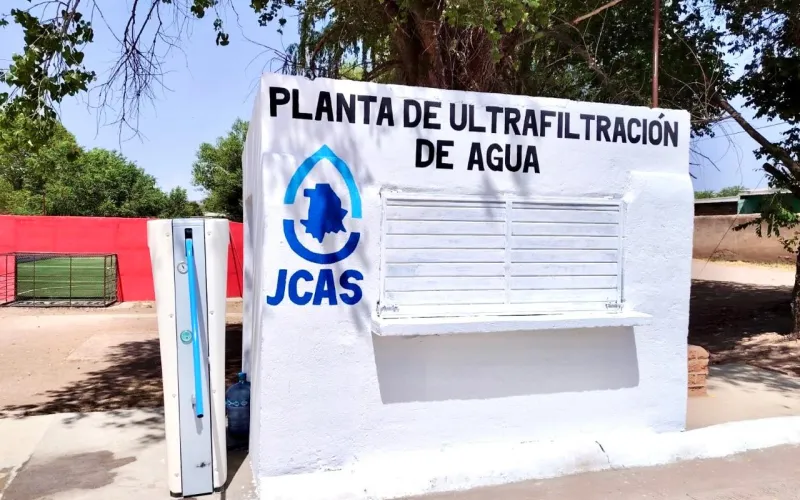 PLANTA DE ULTRAFILTRACIÓN
DE AGUA
JCAS